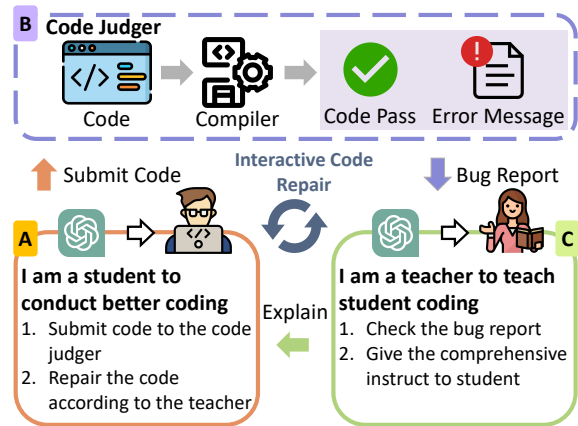 B
Code Judger
</>
<>
Code
Compiler
Code Pass
!
Error Message
Submit Code
Interactive Code
Repair
Bug Report
A
</>
I am a student to
conduct better coding
1. Submit code to the code
judger
2. Repair the code
according to the teacher
Explain
C
I am a teacher to teach
student coding
1. Check the bug report
2. Give the comprehensive
instruct to student